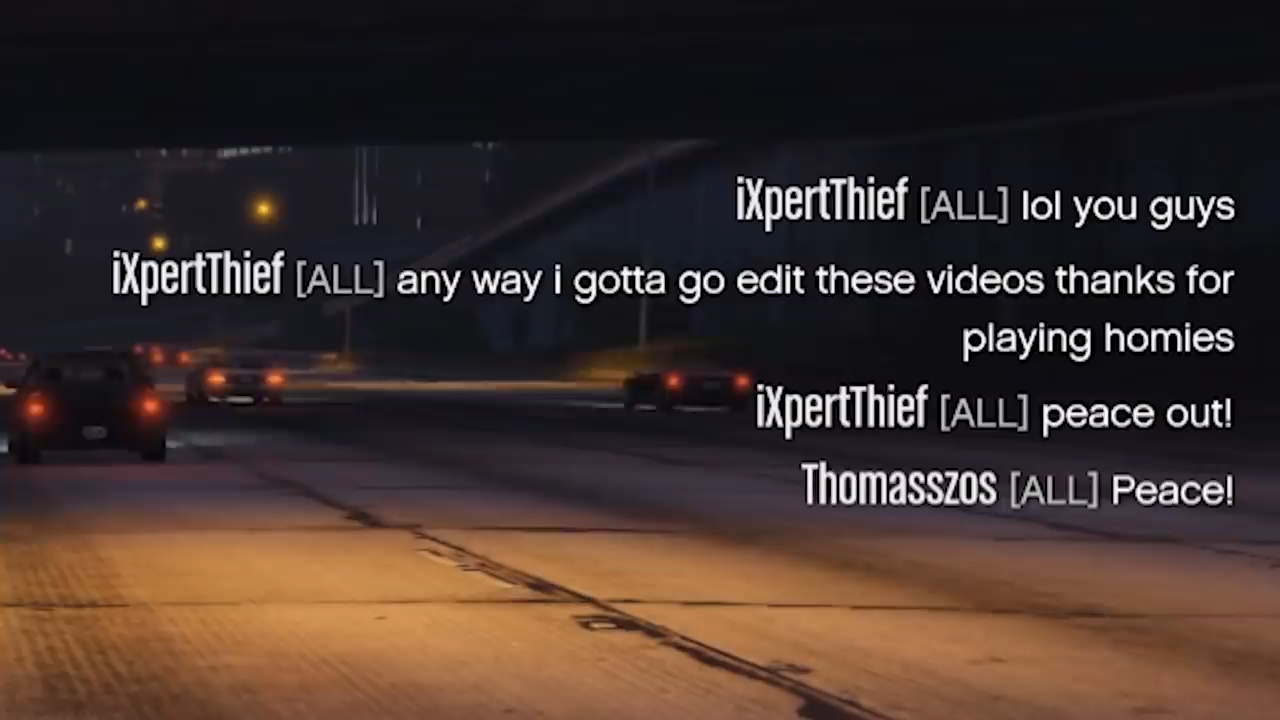 iXpertThief [ALL] lol you guys
iXpertThief [ALL] any way i gotta go edit these videos thanks for
playing homies
iXpertThief [ALL] peace out!
Thomasszos [ALL] Peace!